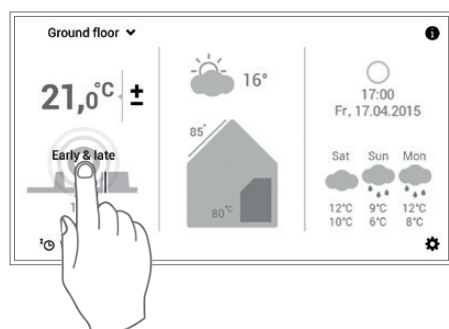 Ground floor
21,0°C ±
Early & late
16°
85°
80°C
17:00
Fr, 17.04.2015
Sat Sun Mon
12°C 9°C 12°C
10°C 6°C 8°C